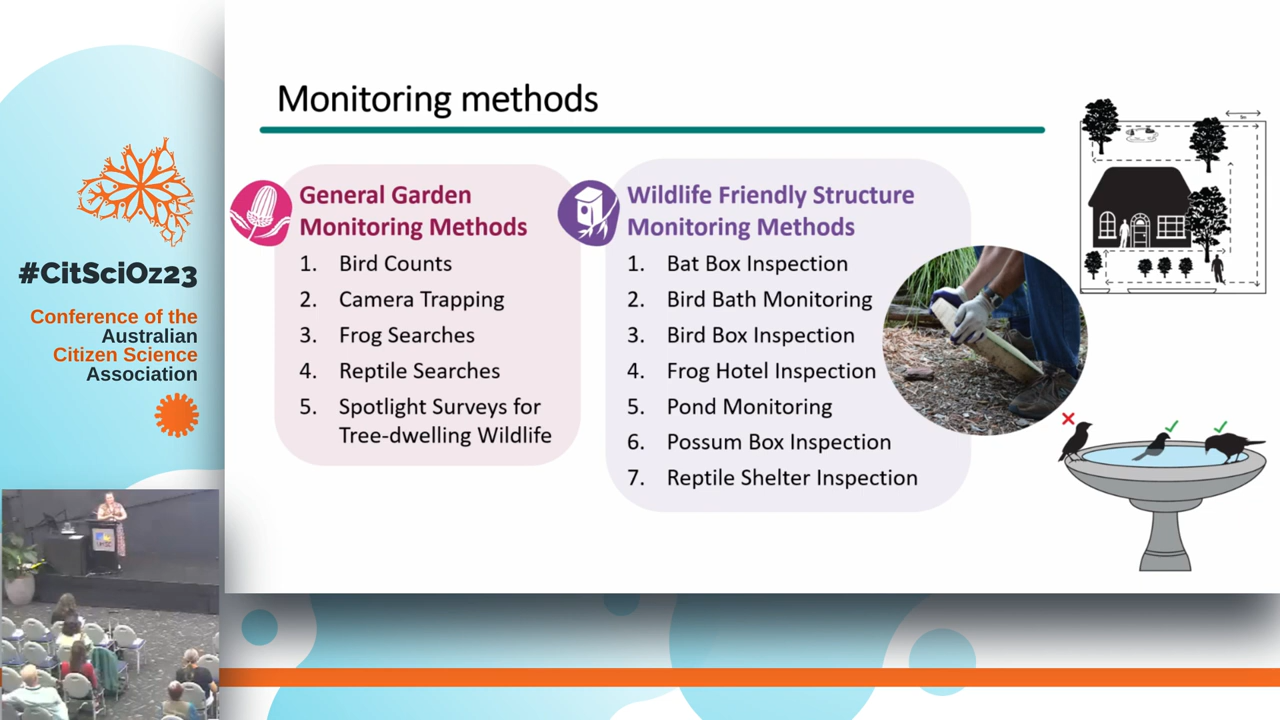 Monitoring methods
General Garden
Monitoring Methods
1. Bird Counts
2. Camera Trapping
3. Frog Searches
4. Reptile Searches
5. Spotlight Surveys for
Tree-dwelling Wildlife
Wildlife Friendly Structure
Monitoring Methods
1. Bat Box Inspection
2. Bird Bath Monitoring
3. Bird Box Inspection
4. Frog Hotel Inspection
5. Pond Monitoring
6. Possum Box Inspection
7. Reptile Shelter Inspection
#CitSciOz23
Conference of the
Australian
Citizen Science
Association